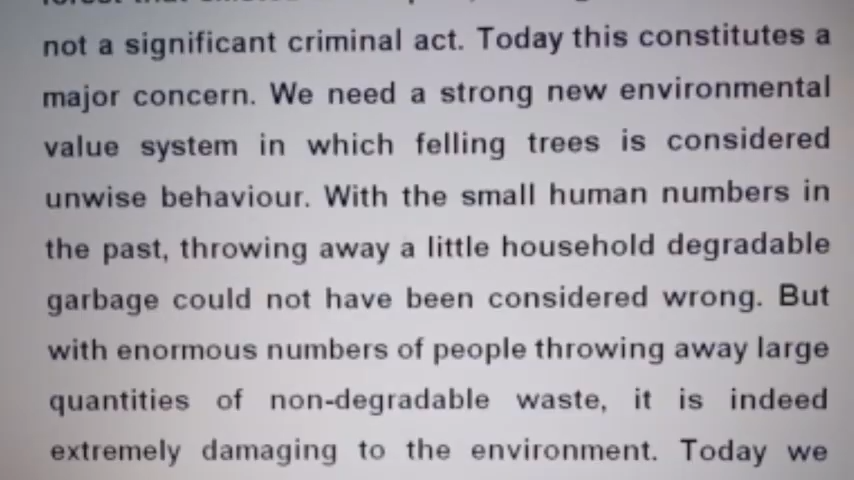 not a significant criminal act. Today this constitutes a
major concern. We need a strong new environmental
value system in which felling trees is considered
unwise behaviour. With the small human numbers in
the past, throwing away a little household degradable
garbage could not have been considered wrong. But
with enormous numbers of people throwing away large
quantities of non-degradable waste, it is indeed
extremely damaging to the environment. Today we